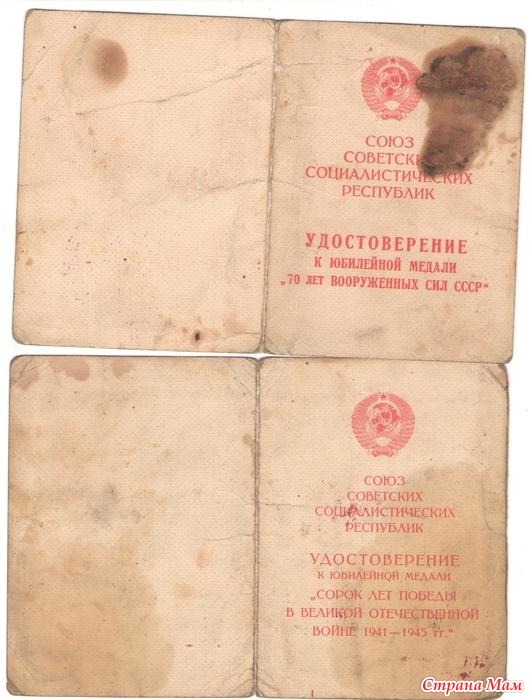 СОЮЗ
СОВЕТСКИХ
СОЦИАЛИСТИЧЕСКИХ
РЕСПУБЛИК
УДОСТОВЕРЕНИЕ
К ЮБИЛЕЙНОЙ МЕДАЛИ
„70 ЛЕТ ВООРУЖЕННЫХ СИЛ СССР“
СОЮЗ
СОВЕТСКИХ
СОЦИАЛИСТИЧЕСКИХ
РЕСПУБЛИК
УДОСТОВЕРЕНИЕ
К ЮБИЛЕЙНОЙ МЕДАЛИ
„СОРОК ЛЕТ ПОБЕДЫ
В ВЕЛИКОЙ ОТЕЧЕСТВЕННОЙ
ВОЙНЕ 1941—1945 гг.“
Страна Мам